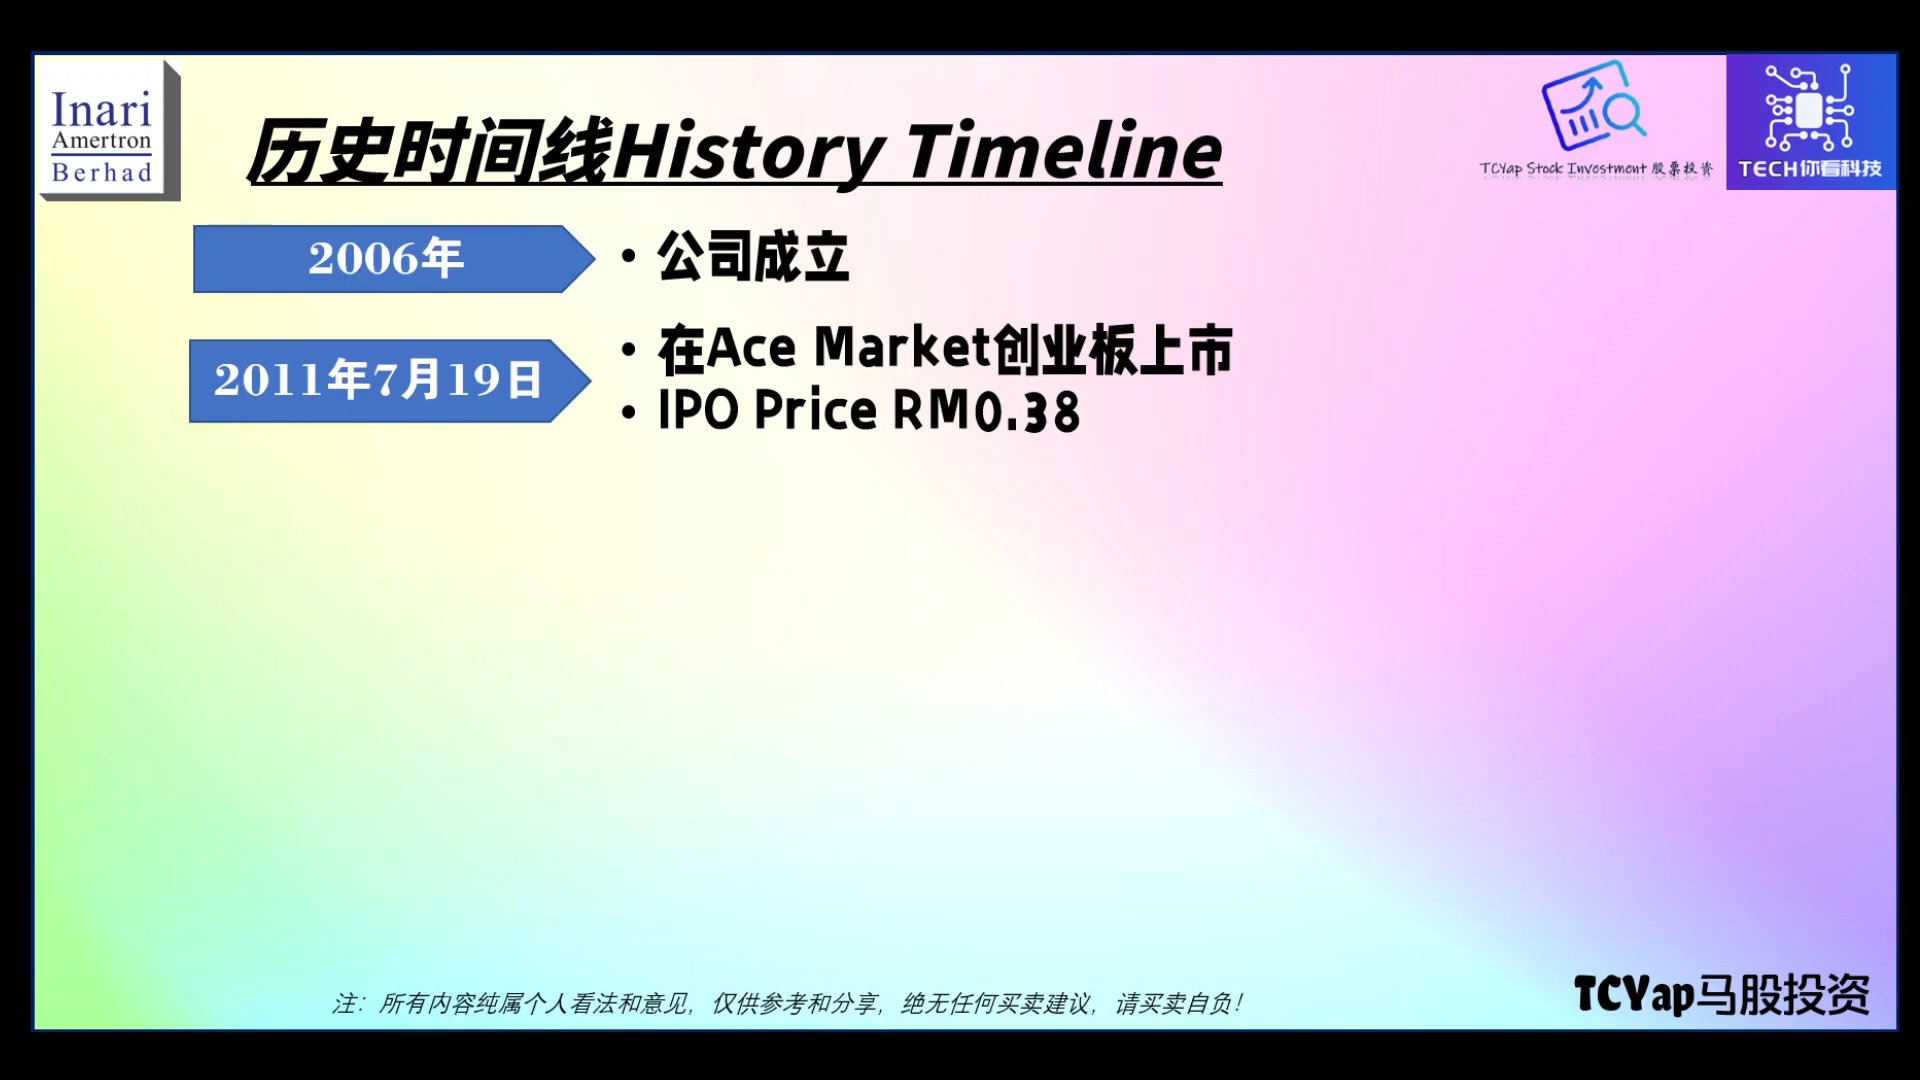 Inari
Amertron
Berhad
历史时间线History Timeline
TCYap Stock Investment 股票投资
TECH你看科技
2006年
• 公司成立
2011年7月19日
• 在Ace Market创业板上市
• IPO Price RM0.38
注：所有内容纯属个人看法和意见，仅供参考和分享，绝无任何买卖建议，请买卖自负！
TCYap马股投资